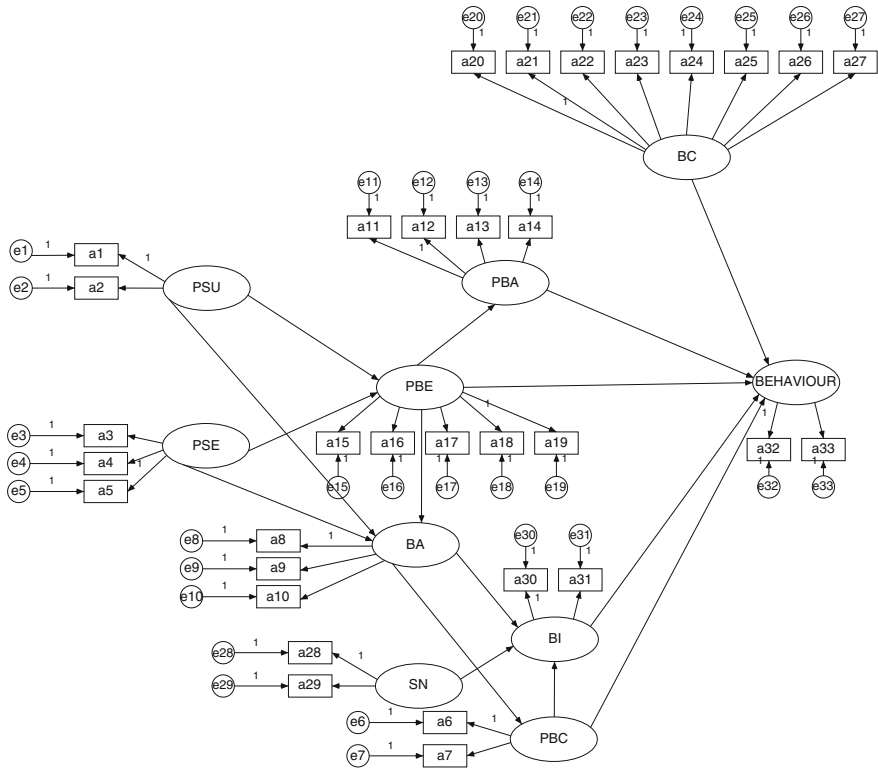 e20 e21 e22 e23 e24 e25 e26 e27
1 1 1 1 1 1 1 1
a20 a21 a22 a23 a24 a25 a26 a27
1
BC
e11 e12 e13 e14
1 1 1 1
a11 a12 a13 a14
1
e1 1 a1 1
PBA
e2 1 a2 PSU
PBE BEHAVIOUR
1 1
e3 1 a3
a15 a16 a17 a18 a19 a32 a33
PSE
e4 1 a4 1
1 1 1 1 1 1 1
e5 1 a5
e15 e16 e17 e18 e19 e32 e33
e30 e31
1 1
e8 1 a8 1 BA
e9 1 a9
a30 a31
e10 1 a10
1
BI
e28 1 a28 1
e29 1 a29 SN
e6 1 a6 1
PBC
e7 1 a7